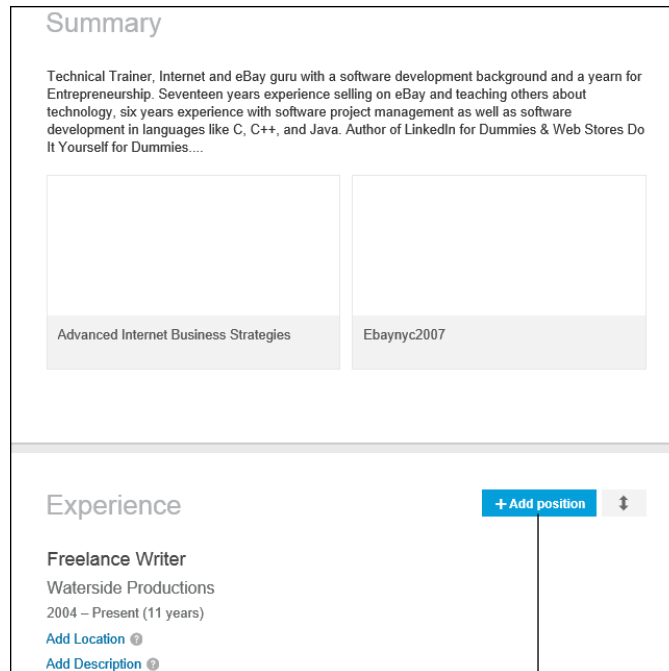 Summary
Technical Trainer, Internet and eBay guru with a software development background and a yearn for
Entrepreneurship. Seventeen years experience selling on eBay and teaching others about
technology, six years experience with software project management as well as software
development in languages like C, C++, and Java. Author of LinkedIn for Dummies & Web Stores Do
It Yourself for Dummies....
Advanced Internet Business Strategies
Ebaynyc2007
Experience
+ Add position
Freelance Writer
Waterside Productions
2004 – Present (11 years)
Add Location ?
Add Description ?